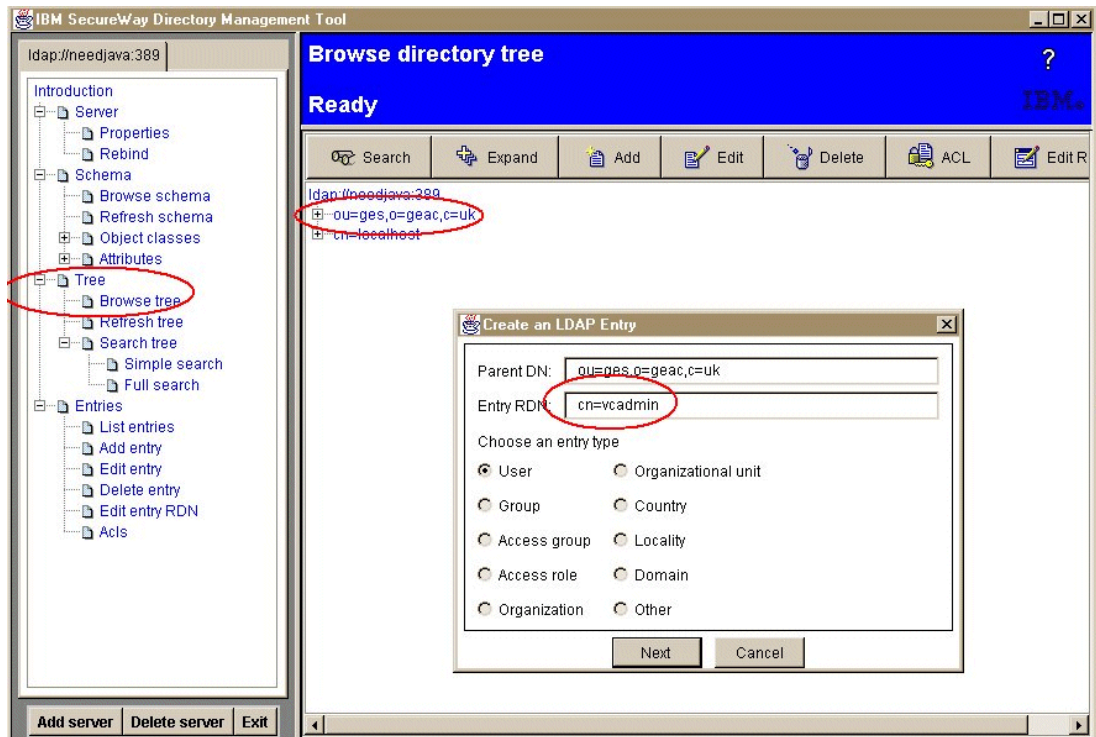 IBM SecureWay Directory Management Tool
ldap://needjava:389
Introduction
Server
Properties
Rebind
Schema
Browse schema
Refresh schema
Object classes
Attributes
Tree
Browse tree
Refresh tree
Search tree
Simple search
Full search
Entries
List entries
Add entry
Edit entry
Delete entry
Edit entry RDN
Acls
Add server Delete server Exit
Browse directory tree
?
Ready
IBM
Search Expand Add Edit Delete ACL Edit R
ldap://needjava:389
ou=ges,o=geac,c=uk
cn=localhost
Create an LDAP Entry
Parent DN: ou=ges,o=geac,c=uk
Entry RDN: cn=vcadmin
Choose an entry type
User Organizational unit
Group Country
Access group Locality
Access role Domain
Organization Other
Next Cancel